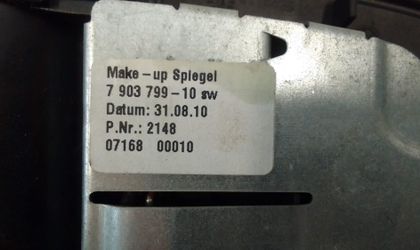 Make-up Spiegel
7 903 799-10 sw
Datum: 31.08.10
P.Nr.: 2148
07168 00010